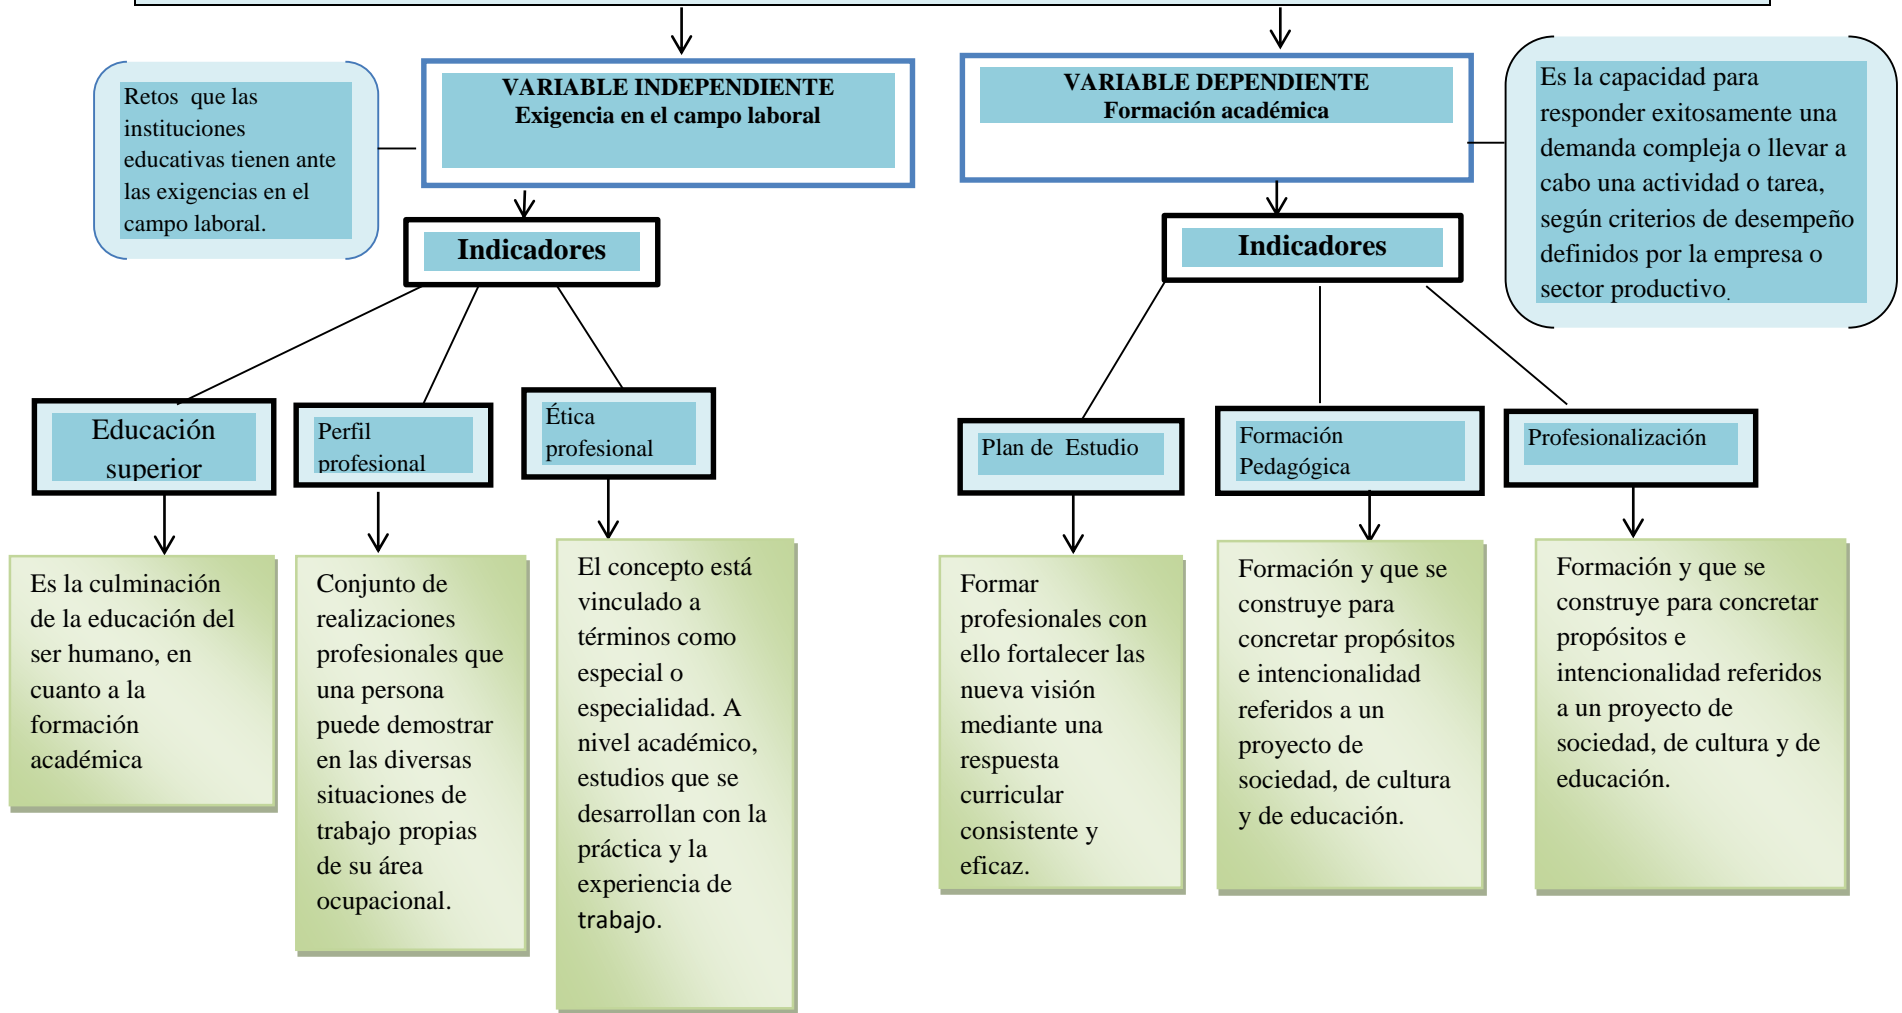 Retos que las
instituciones
educativas tienen ante
las exigencias en el
campo laboral.
VARIABLE INDEPENDIENTE
Exigencia en el campo laboral
VARIABLE DEPENDIENTE
Formación académica
Es la capacidad para
responder exitosamente una
demanda compleja o llevar a
cabo una actividad o tarea,
según criterios de desempeño
definidos por la empresa o
sector productivo.
Indicadores
Indicadores
Educación
superior
Perfil
profesional
Ética
profesional
Plan de Estudio
Formación
Pedagógica
Profesionalización
Es la culminación
de la educación del
ser humano, en
cuanto a la
formación
académica
Conjunto de
realizaciones
profesionales que
una persona
puede demostrar
en las diversas
situaciones de
trabajo propias
de su área
ocupacional.
El concepto está
vinculado a
términos como
especial o
especialidad. A
nivel académico,
estudios que se
desarrollan con la
práctica y la
experiencia de
trabajo.
Formar
profesionales con
ello fortalecer las
nueva visión
mediante una
respuesta
curricular
consistente y
eficaz.
Formación y que se
construye para
concretar propósitos
e intencionalidad
referidos a un
proyecto de
sociedad, de cultura
y de educación.
Formación y que se
construye para concretar
propósitos e
intencionalidad referidos
a un proyecto de
sociedad, de cultura y de
educación.